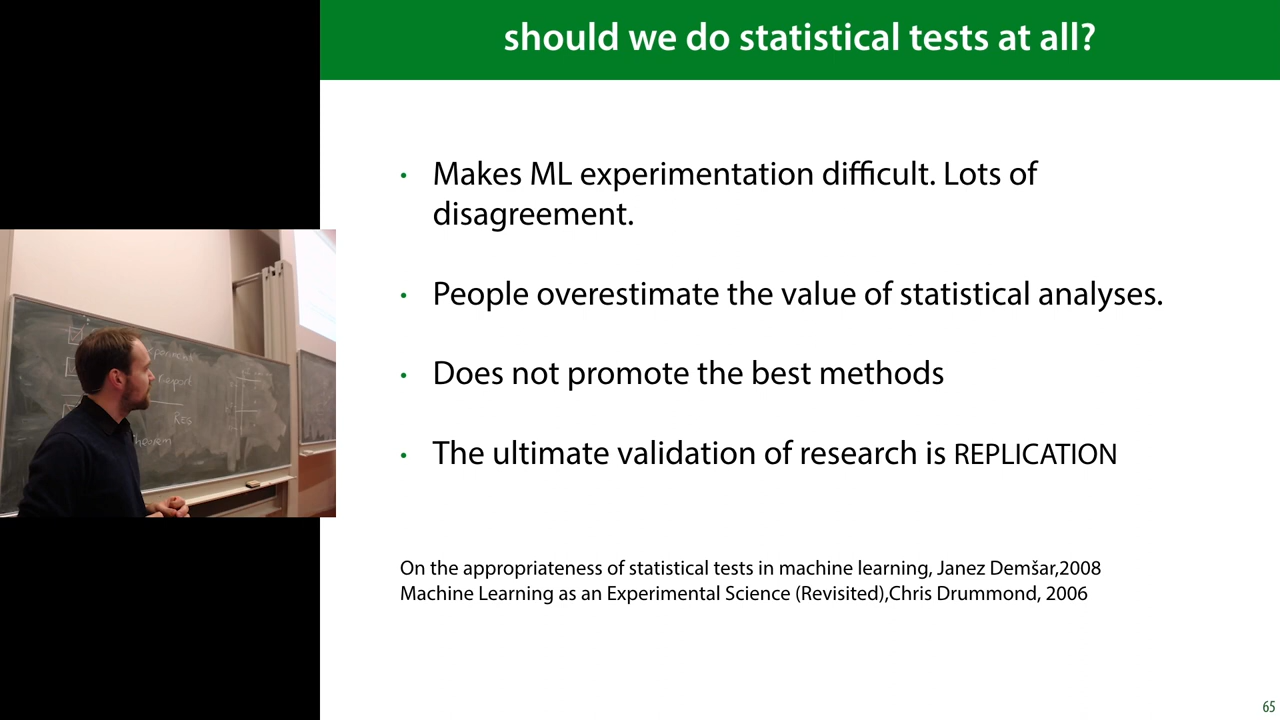 should we do statistical tests at all?
• Makes ML experimentation difficult. Lots of
disagreement.
• People overestimate the value of statistical analyses.
• Does not promote the best methods
• The ultimate validation of research is REPLICATION
On the appropriateness of statistical tests in machine learning, Janez Demšar,2008
Machine Learning as an Experimental Science (Revisited),Chris Drummond, 2006
65